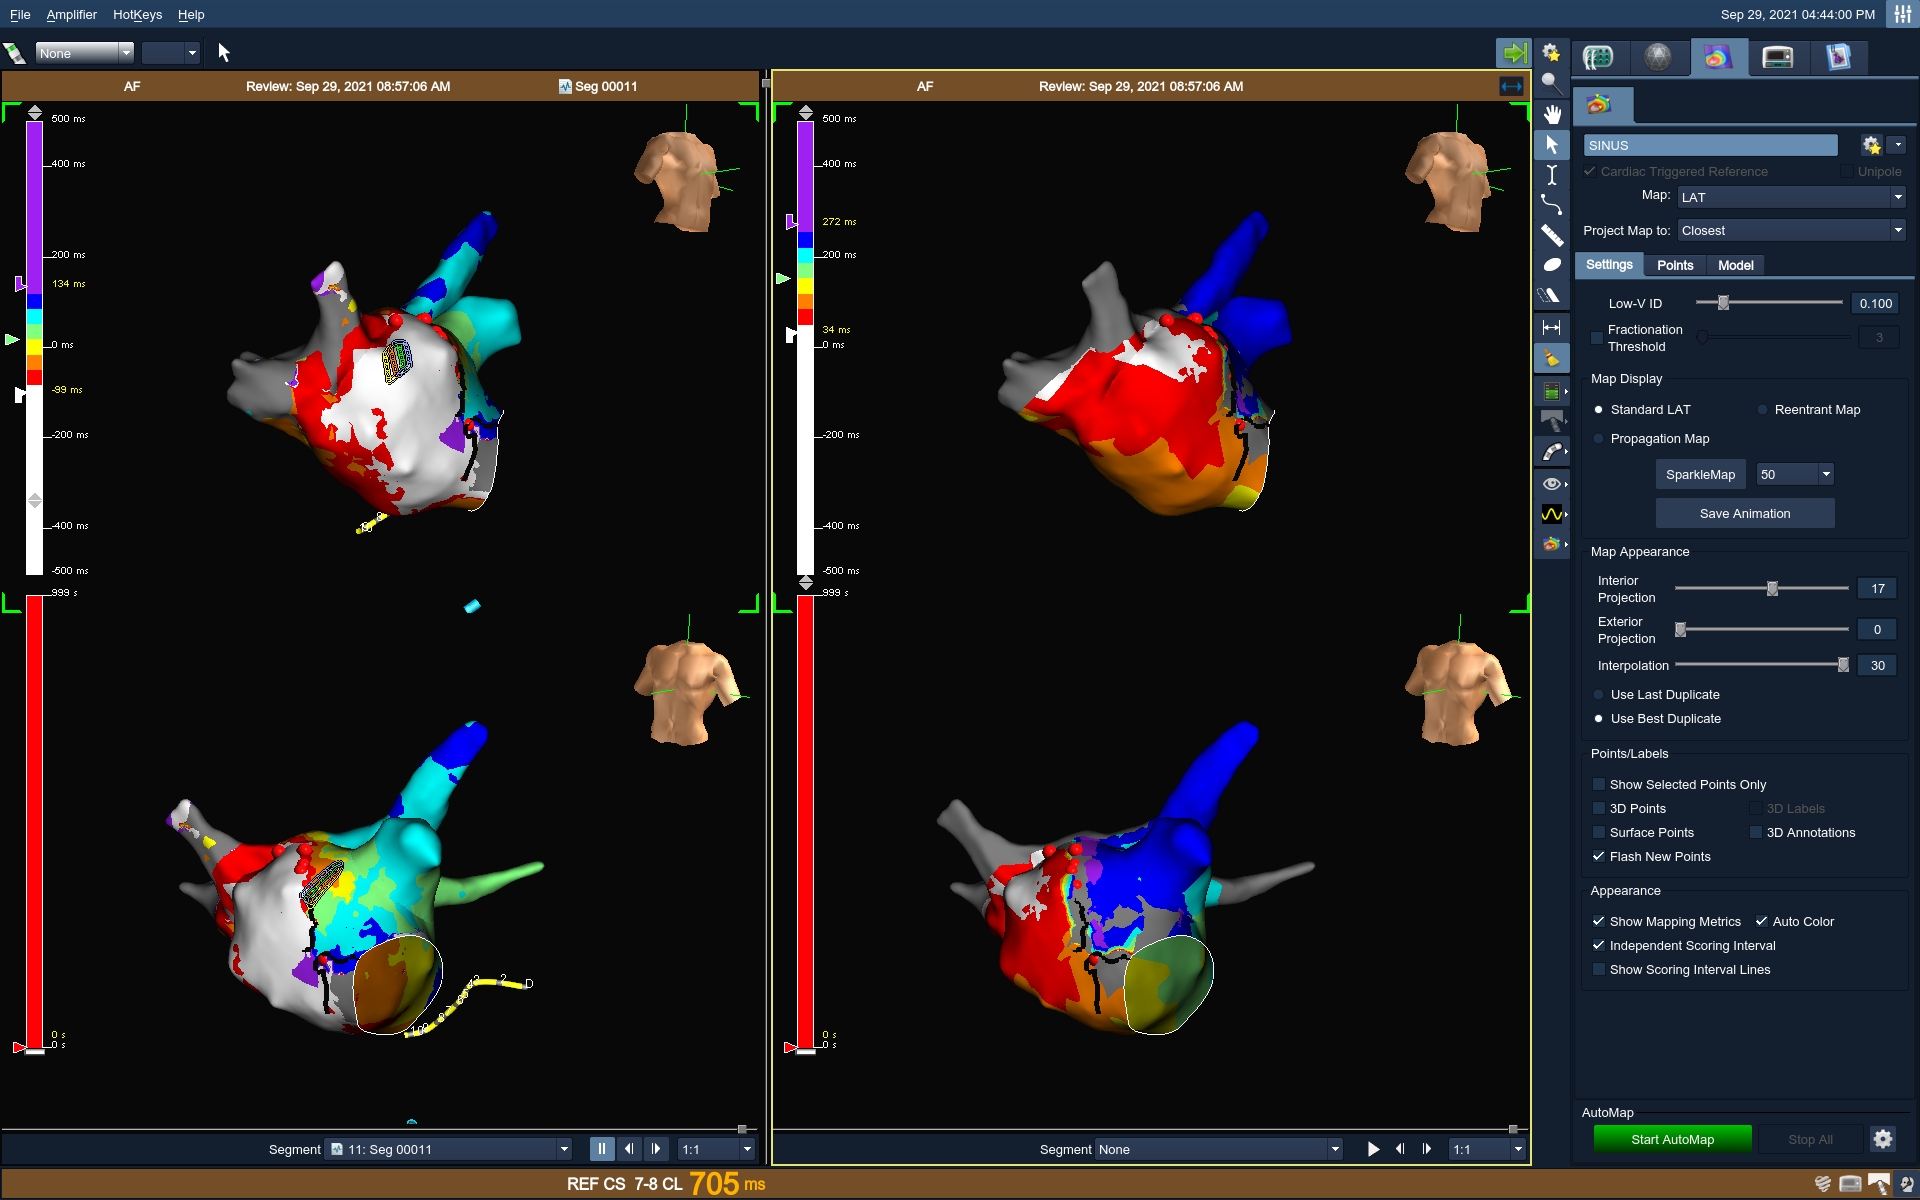 File Amplifier HotKeys Help
Sep 29, 2021 04:44:00 PM
None
AF Review: Sep 29, 2021 08:57:06 AM Seg 00011
AF Review: Sep 29, 2021 08:57:06 AM
500 ms
400 ms
200 ms
134 ms
0 ms
-99 ms
-200 ms
-400 ms
-500 ms
999 s
0 s
0 s
500 ms
400 ms
272 ms
200 ms
34 ms
0 ms
-200 ms
-400 ms
-500 ms
999 s
0 s
0 s
2 D
SINUS
Cardiac Triggered Reference Unipole
Map: LAT
Project Map to: Closest
Settings Points Model
Low-V ID 0.100
Fractionation
Threshold 3
Map Display
Standard LAT Reentrant Map
Propagation Map
SparkleMap 50
Save Animation
Map Appearance
Interior
Projection 17
Exterior
Projection 0
Interpolation 30
Use Last Duplicate
Use Best Duplicate
Points/Labels
Show Selected Points Only
3D Points 3D Labels
Surface Points 3D Annotations
Flash New Points
Appearance
Show Mapping Metrics Auto Color
Independent Scoring Interval
Show Scoring Interval Lines
AutoMap
Start AutoMap Stop All
Segment 11: Seg 00011 1:1
Segment None 1:1
REF CS 7-8 CL 705 ms